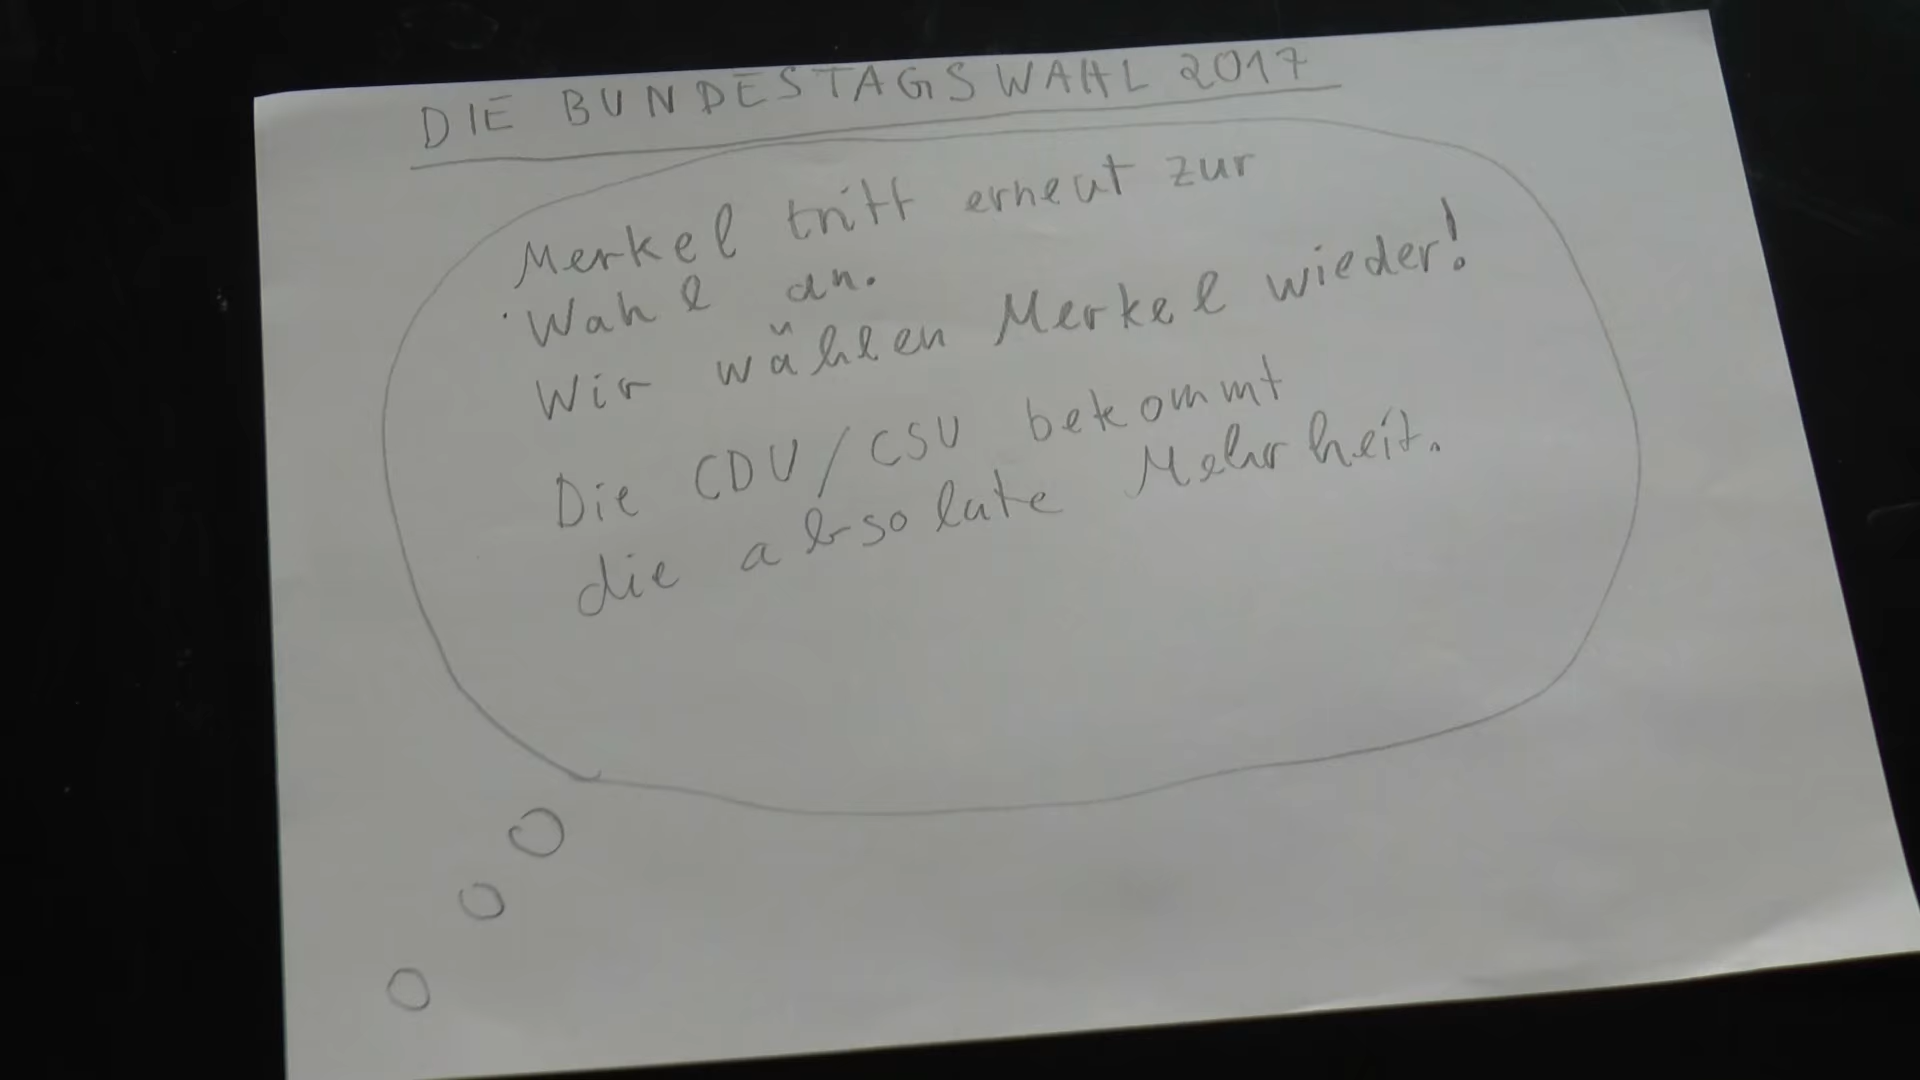 DIE BUNDESTAGSWAHL 2017
Merkel tritt erneut zur
Wahl an.
Wir wählen Merkel wieder!
Die CDU/CSU bekommt
die absolute Mehrheit.